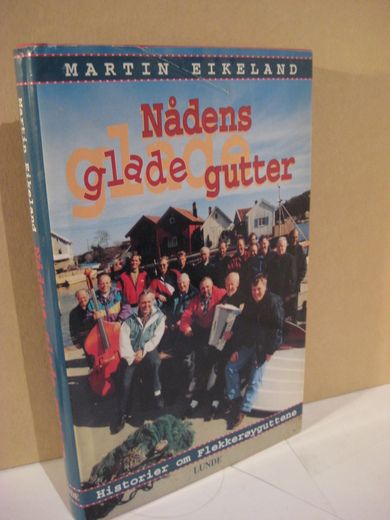 MARTIN EIKELAND
Nådens
glade
glade gutter
Historier om Flekkerøyguttene
LUNDE
Martin Eikeland